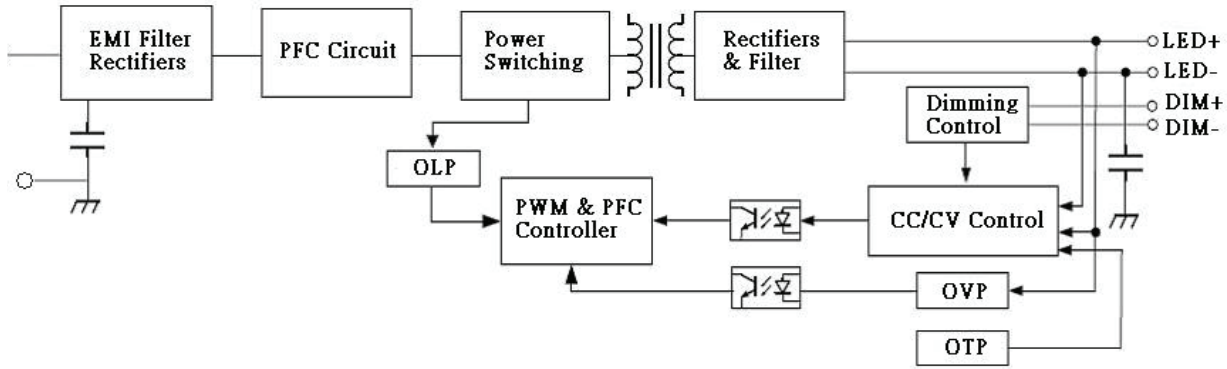 EMI Filter
Rectifiers
PFC Circuit
Power
Switching
Rectifiers
& Filter
LED+
LED-
DIM+
DIM-
Dimming
Control
OLP
PWM & PFC
Controller
CC/CV Control
OVP
OTP